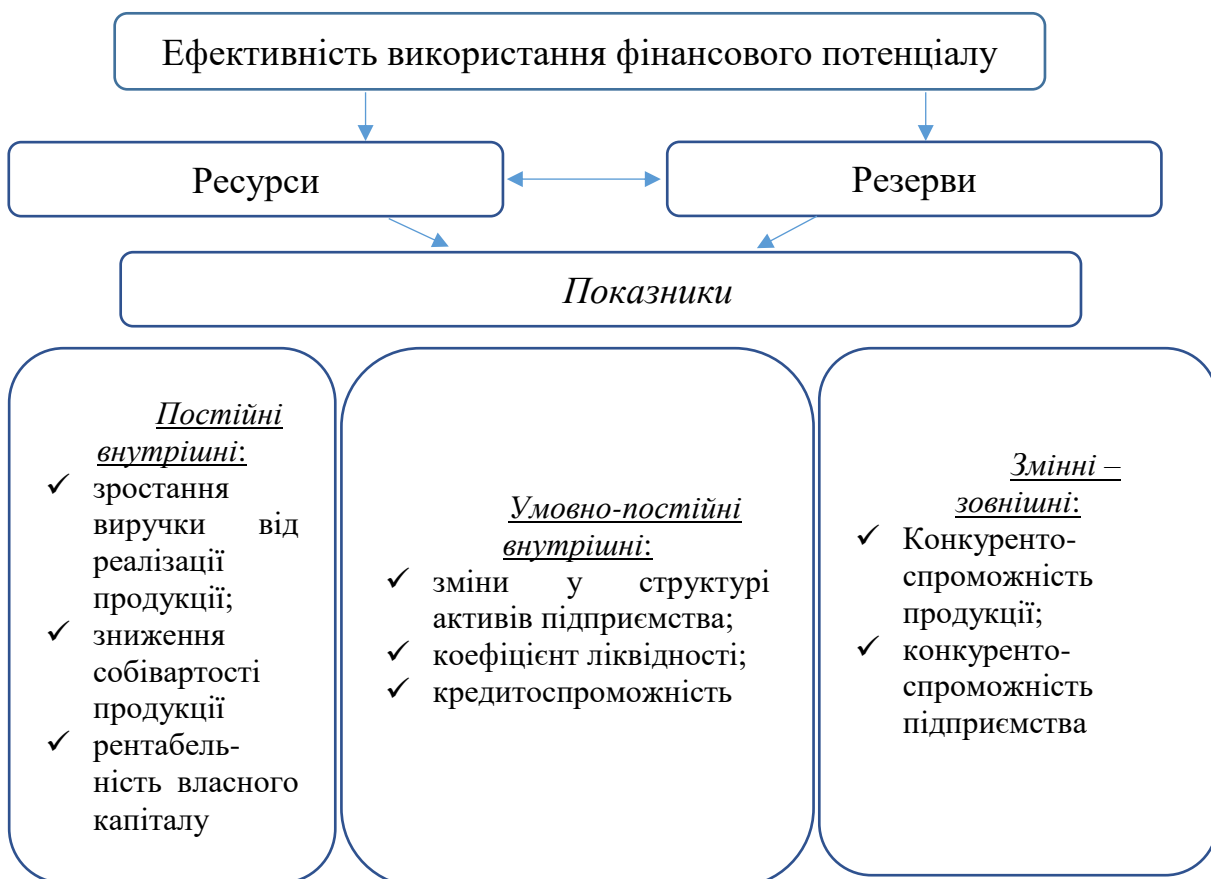 Ефективність використання фінансового потенціалу
Ресурси
Резерви
Показники
Постійні
внутрішні:
✓ зростання
виручки від
реалізації
продукції;
✓ зниження
собівартості
продукції
✓ рентабель-
ність власного
капіталу
Умовно-постійні
внутрішні:
✓ зміни у структурі
активів підприємства;
✓ коефіцієнт ліквідності;
✓ кредитоспроможність
Змінні –
зовнішні:
✓ Конкуренто-
спроможність
продукції;
✓ конкуренто-
спроможність
підприємства